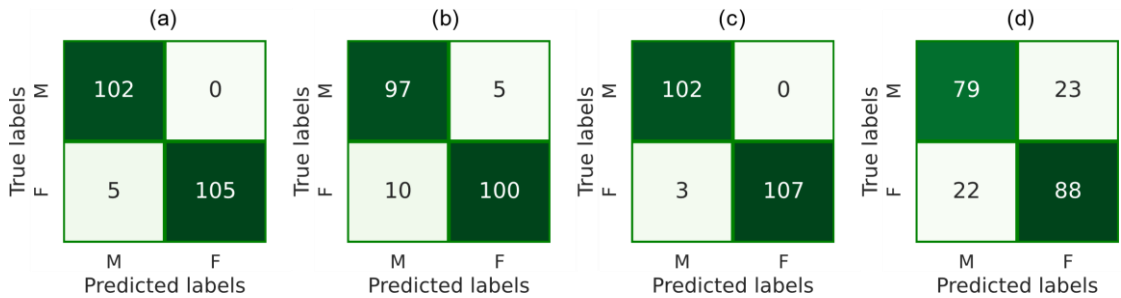 (a) (b) (c) (d)
True labels M 102 0 True labels M 97 5 True labels M 102 0 True labels M 79 23
F 5 105 F 10 100 F 3 107 F 22 88
M F M F M F M F
Predicted labels Predicted labels Predicted labels Predicted labels